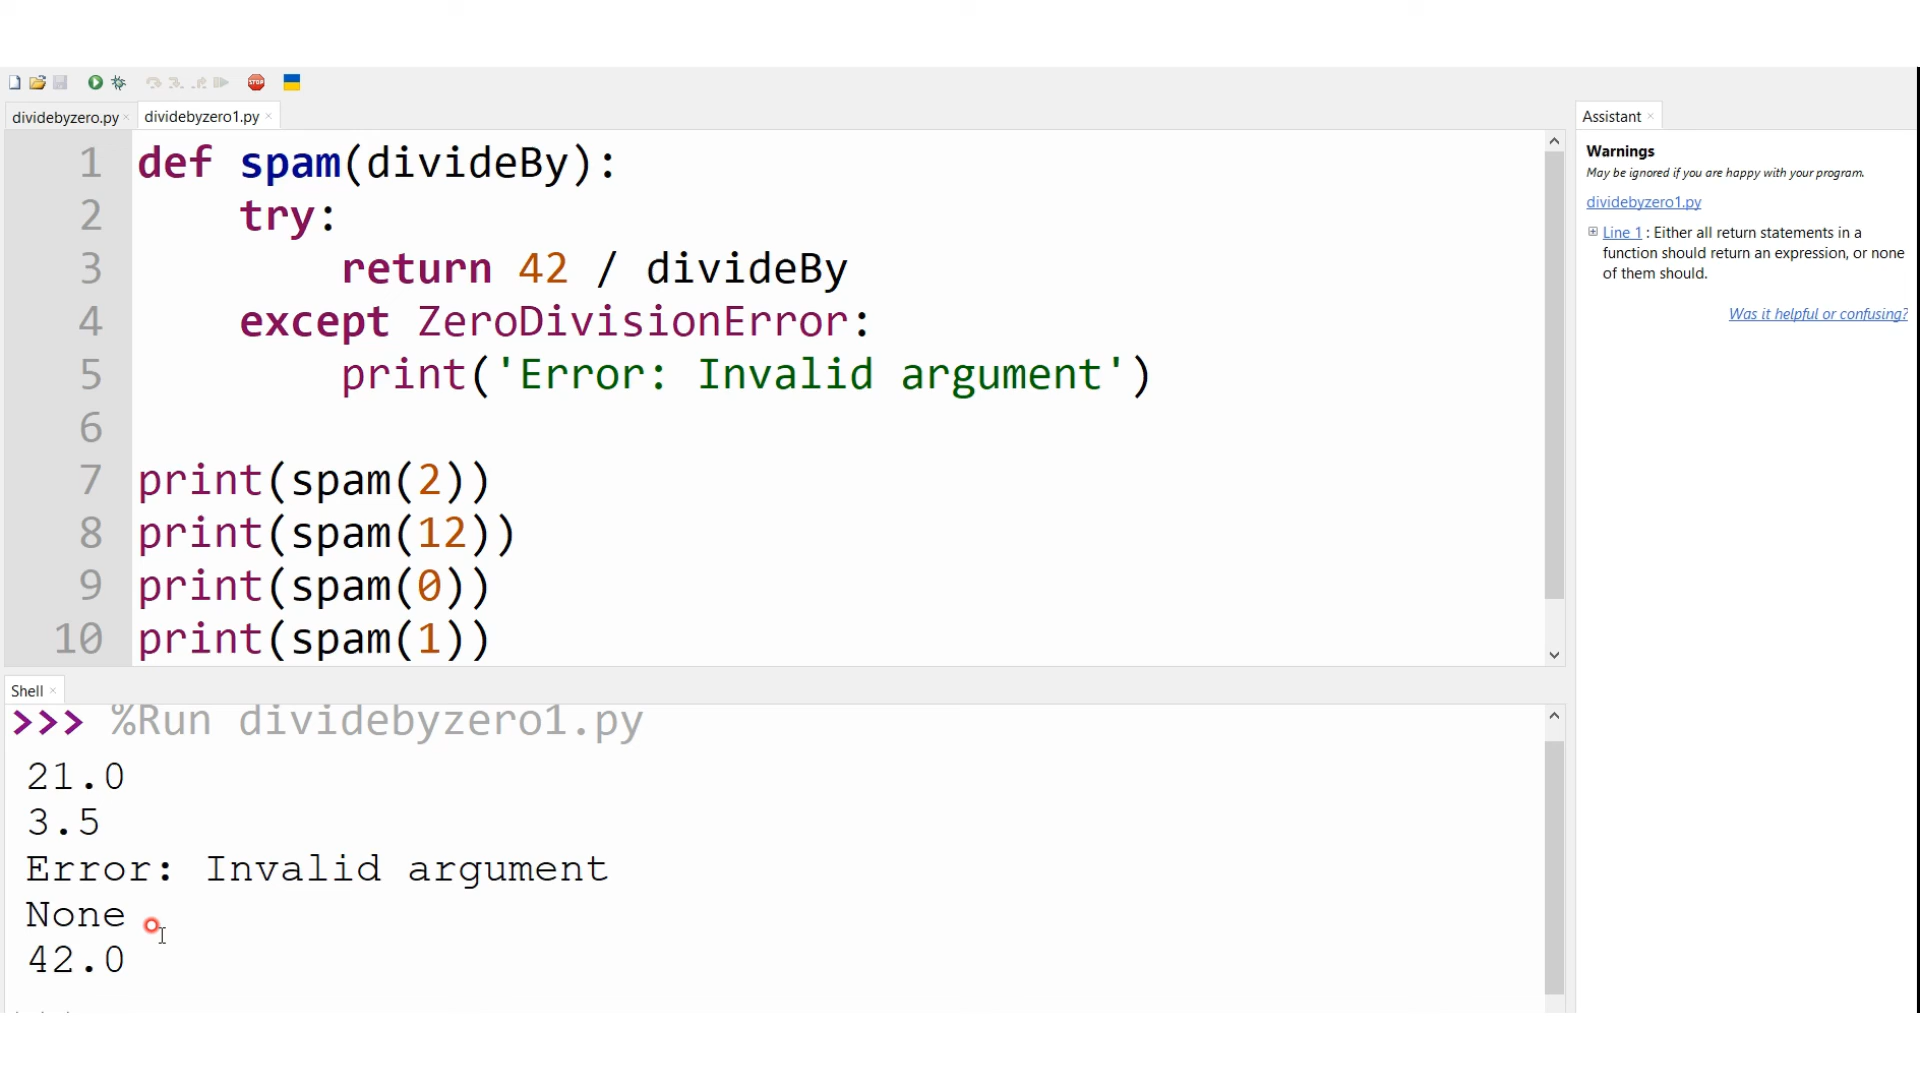 STOP
dividebyzero.py × dividebyzero1.py ×
1 def spam(divideBy):
2     try:
3         return 42 / divideBy
4     except ZeroDivisionError:
5         print('Error: Invalid argument')
6
7 print(spam(2))
8 print(spam(12))
9 print(spam(0))
10 print(spam(1))
Shell ×
>>> %Run dividebyzero1.py
21.0
3.5
Error: Invalid argument
None
42.0
Assistant ×
Warnings
May be ignored if you are happy with your program.
dividebyzero1.py
Line 1 : Either all return statements in a
function should return an expression, or none
of them should.
Was it helpful or confusing?